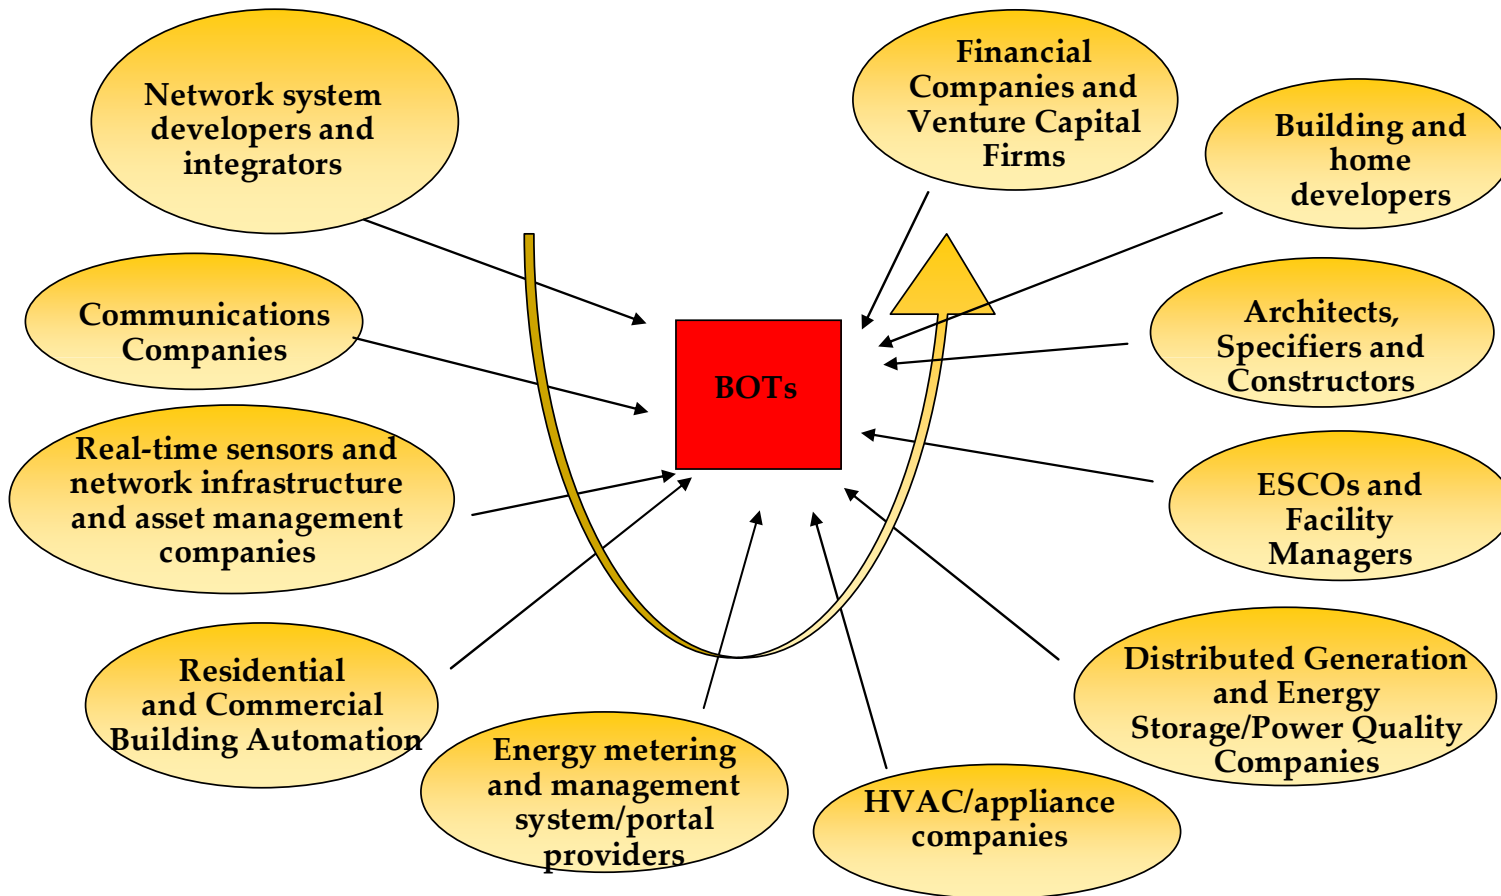 Network system
developers and
integrators
Financial
Companies and
Venture Capital
Firms
Building and
home
developers
Communications
Companies
Architects,
Specifiers and
Constructors
BOTs
Real-time sensors and
network infrastructure
and asset management
companies
ESCOs and
Facility
Managers
Residential
and Commercial
Building Automation
Distributed Generation
and Energy
Storage/Power Quality
Companies
Energy metering
and management
system/portal
providers
HVAC/appliance
companies